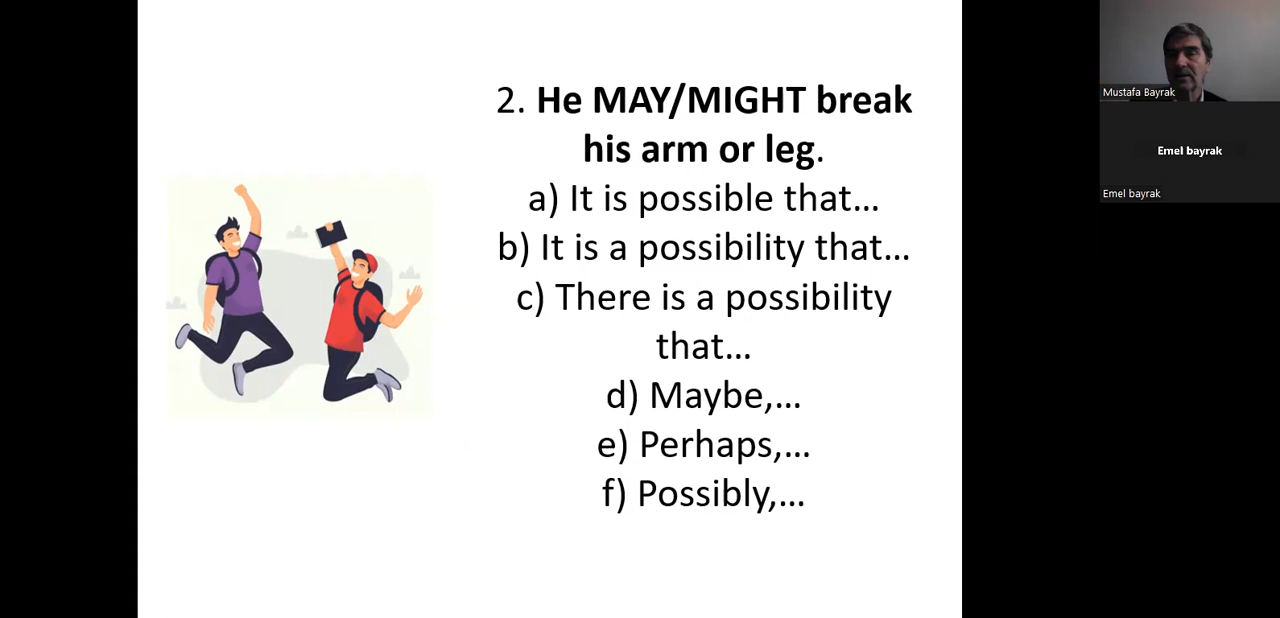 2. He MAY/MIGHT break
his arm or leg.
a) It is possible that...
b) It is a possibility that...
c) There is a possibility
that...
d) Maybe,...
e) Perhaps,...
f) Possibly,...
Mustafa Bayrak
Emel bayrak
Emel bayrak